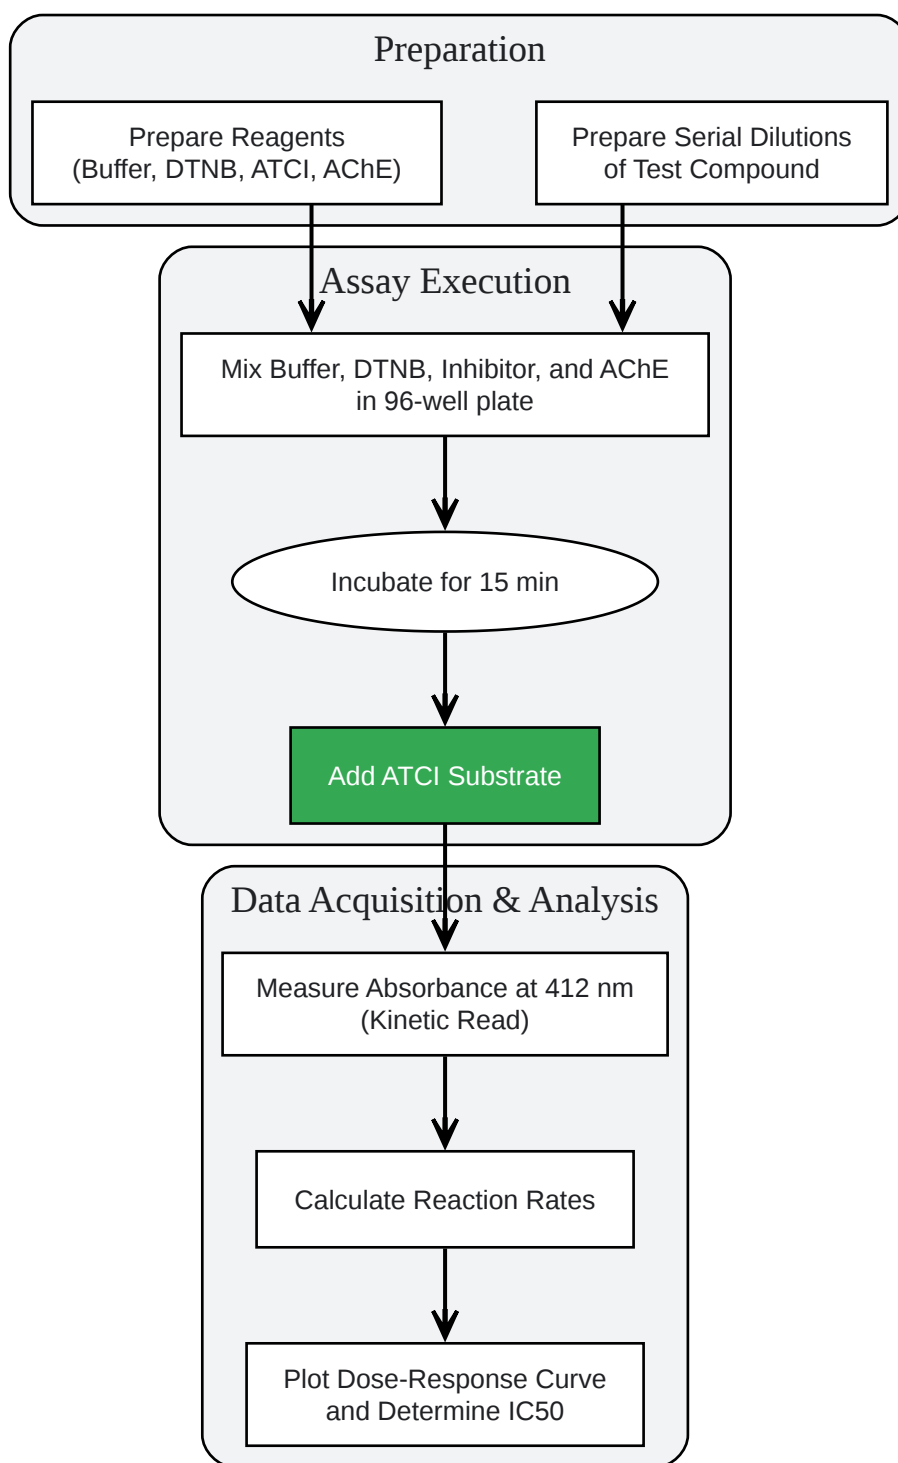 Preparation
Prepare Reagents
(Buffer, DTNB, ATCI, AChE)
Prepare Serial Dilutions
of Test Compound
Assay Execution
Mix Buffer, DTNB, Inhibitor, and AChE
in 96-well plate
Incubate for 15 min
Add ATCI Substrate
Data Acquisition & Analysis
Measure Absorbance at 412 nm
(Kinetic Read)
Calculate Reaction Rates
Plot Dose-Response Curve
and Determine IC50